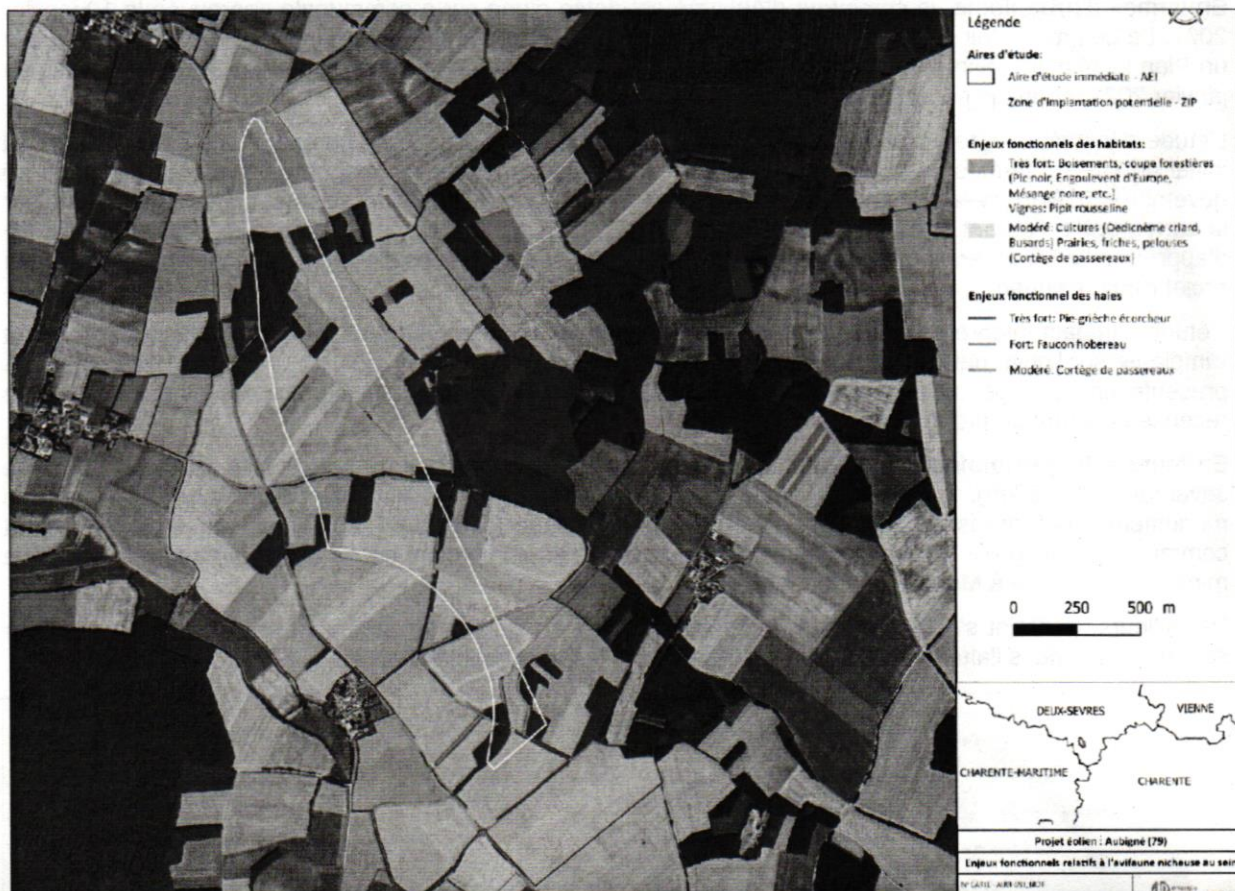 Légende
Aires d'étude:
Aire d'étude immédiate - AEI
Zone d'implantation potentielle - ZIP
Enjeux fonctionnels des habitats:
Très fort: Boisements, coupe forestières
(Pic noir, Engoulevent d'Europe,
Mésange noire, etc.)
Vignes: Pipit rousseline
Modéré: Cultures (Oedicnème criard,
Busards) Prairies, friches, pelouses
(Cortège de passereaux)
Enjeux fonctionnel des haies
Très fort: Pie-grièche écorcheur
Fort: Faucon hobereau
Modéré: Cortège de passereaux
0 250 500 m
DEUX-SEVRES VIENNE
CHARENTE-MARITIME CHARENTE
Projet éolien : Aubigné (79)
Enjeux fonctionnels relatifs à l'avifaune nicheuse au sein